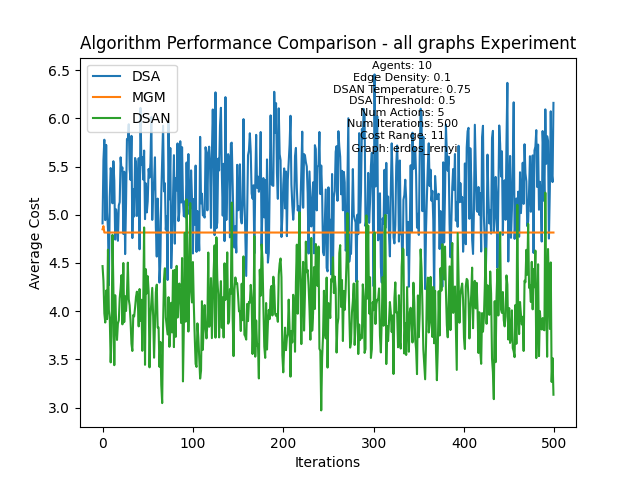 Algorithm Performance Comparison - all graphs Experiment
Agents: 10
Edge Density: 0.1
DSAN Temperature: 0.75
DSA Threshold: 0.5
Num Actions: 5
Num Iterations: 500
Cost Range: 11
Graph: erdos_renyi
DSA
MGM
DSAN
6.5
6.0
5.5
5.0
4.5
4.0
3.5
3.0
Average Cost
0 100 200 300 400 500
Iterations